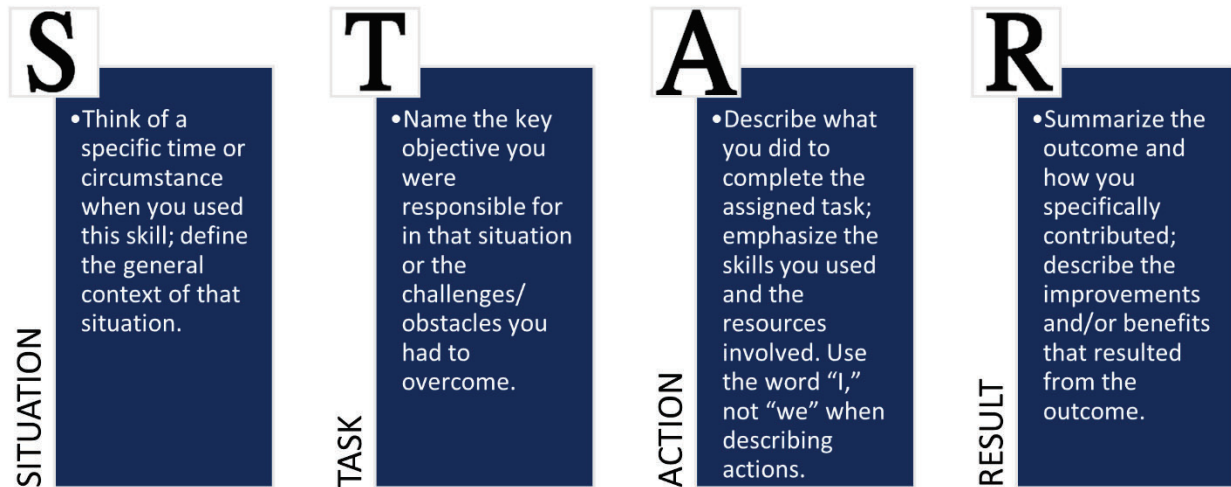 S
SITUATION
•Think of a
specific time or
circumstance
when you used
this skill; define
the general
context of that
situation.
T
TASK
•Name the key
objective you
were
responsible for
in that situation
or the
challenges/
obstacles you
had to
overcome.
A
ACTION
•Describe what
you did to
complete the
assigned task;
emphasize the
skills you used
and the
resources
involved. Use
the word “I,”
not “we” when
describing
actions.
R
RESULT
•Summarize the
outcome and
how you
specifically
contributed;
describe the
improvements
and/or benefits
that resulted
from the
outcome.